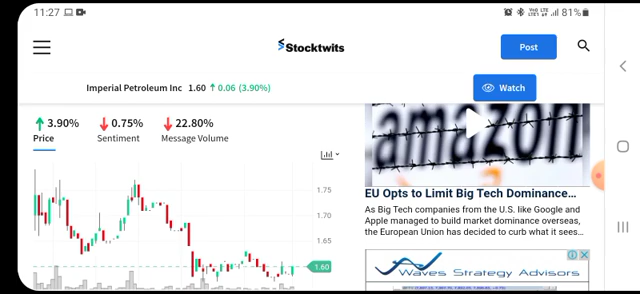 11:27
81%
Stocktwits
Post
Imperial Petroleum Inc 1.60 ↑ 0.06 (3.90%)
Watch
3.90%
Price
0.75%
Sentiment
22.80%
Message Volume
1.75
1.70
1.65
1.60
amazon
EU Opts to Limit Big Tech Dominance...
As Big Tech companies from the U.S. like Google and
Apple managed to build market dominance overseas,
the European Union has decided to curb what it sees...
WAVES STRATEGY ADVISORS